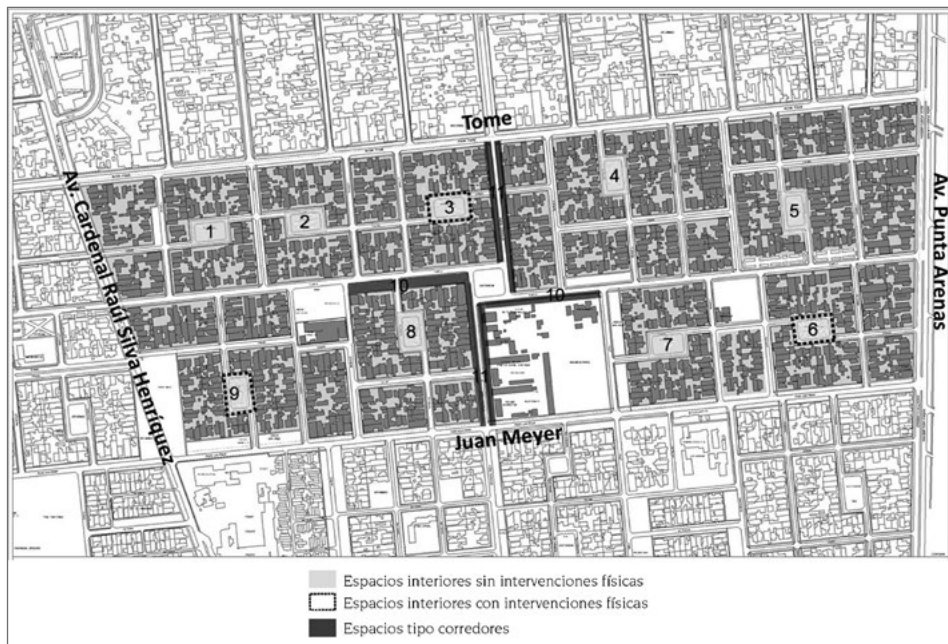 Tome
Av. Cardenal Raúl Silva Henríquez
Av. Punta Arenas
11
3
4
5
2
1
10
10
8
6
7
9
11
Juan Meyer
Espacios interiores sin intervenciones físicas
Espacios interiores con intervenciones físicas
Espacios tipo corredores